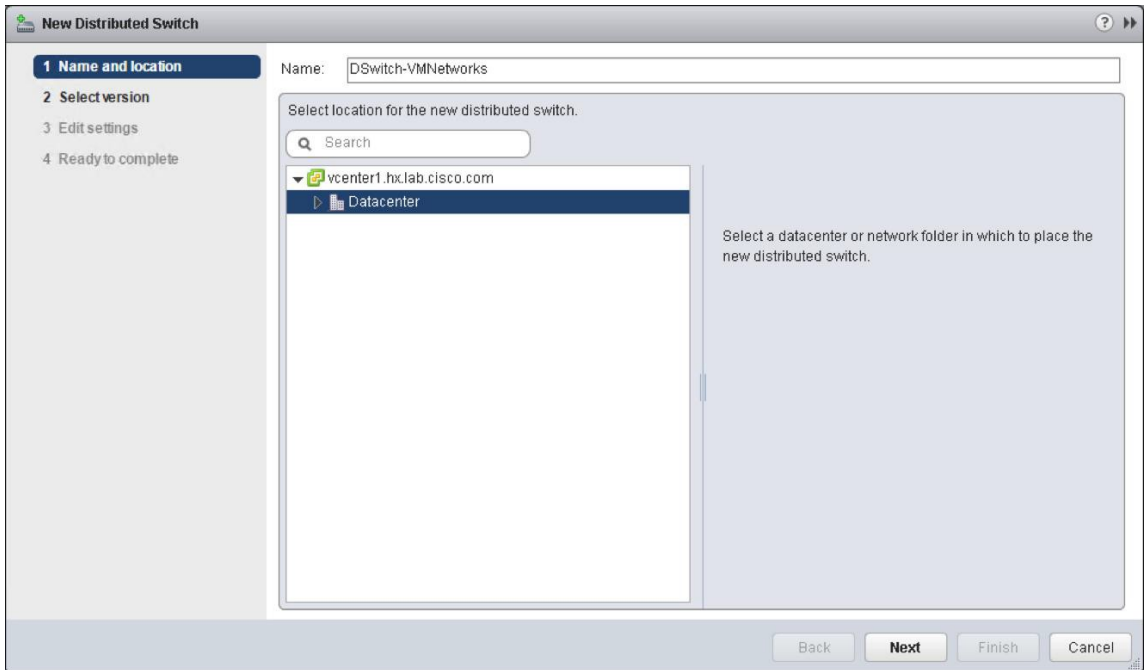 New Distributed Switch
?
1 Name and location
2 Select version
3 Edit settings
4 Ready to complete
Name: DSwitch-VMNetworks
Select location for the new distributed switch.
Search
vcenter1.hx.lab.cisco.com
Datacenter
Select a datacenter or network folder in which to place the
new distributed switch.
Back Next Finish Cancel